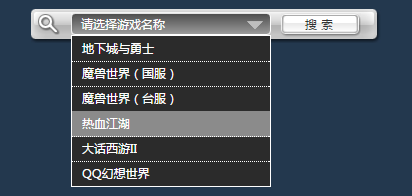 请选择游戏名称
搜 索
地下城与勇士
魔兽世界（国服）
魔兽世界（台服）
热血江湖
大话西游II
QQ幻想世界